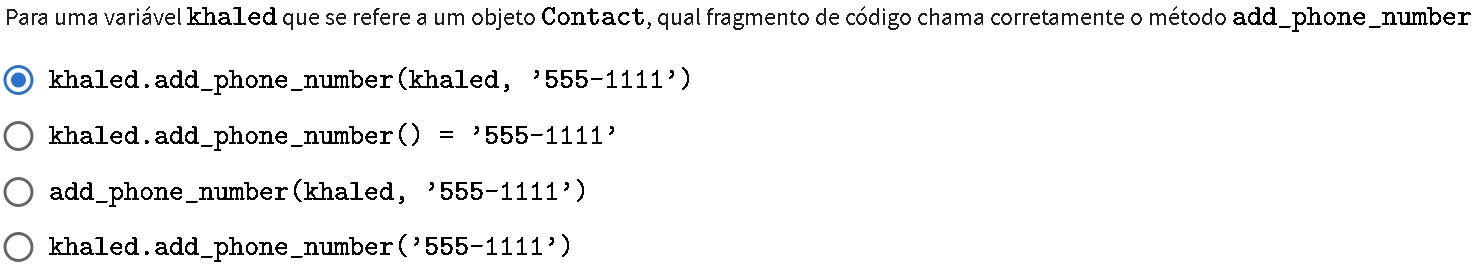 Para uma variável khaled que se refere a um objeto Contact, qual fragmento de código chama corretamente o método add_phone_number
khaled.add_phone_number(khaled, ’555-1111’)
khaled.add_phone_number() = ’555-1111’
add_phone_number(khaled, ’555-1111’)
khaled.add_phone_number(’555-1111’)